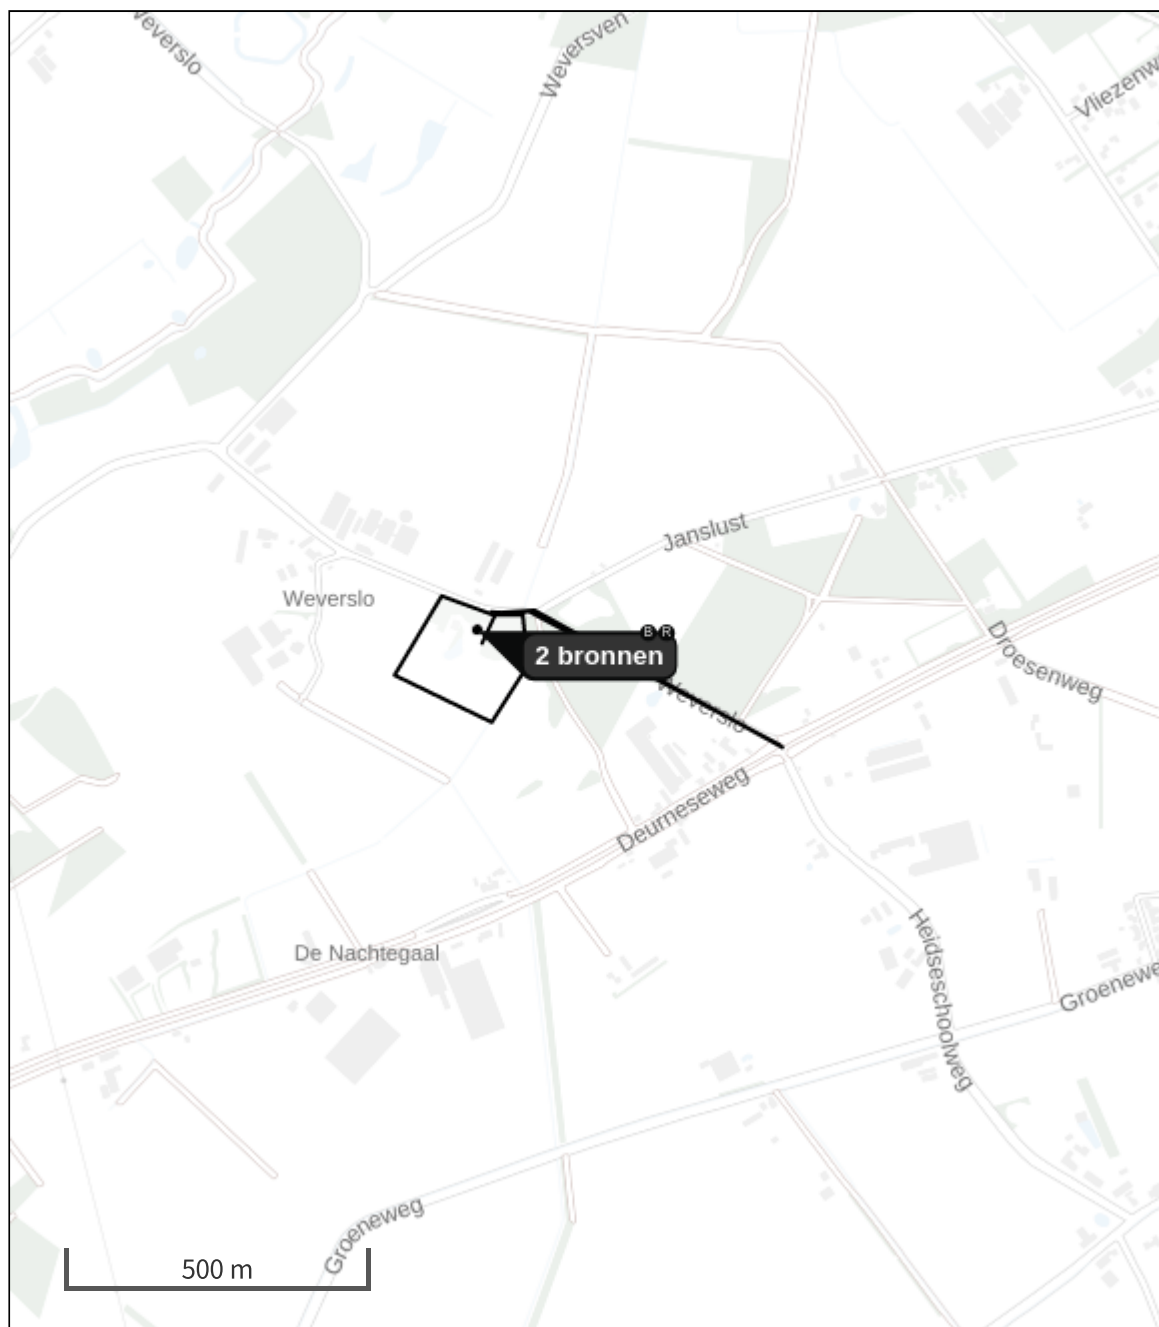 Weverslo
Weversven
Vliezenw
Janslust
Weverslo
B R
2 bronnen
Droesenweg
Weverslo
Deurneseweg
De Nachtegaal
Heidseschoolweg
Groenewe
Groeneweg
500 m